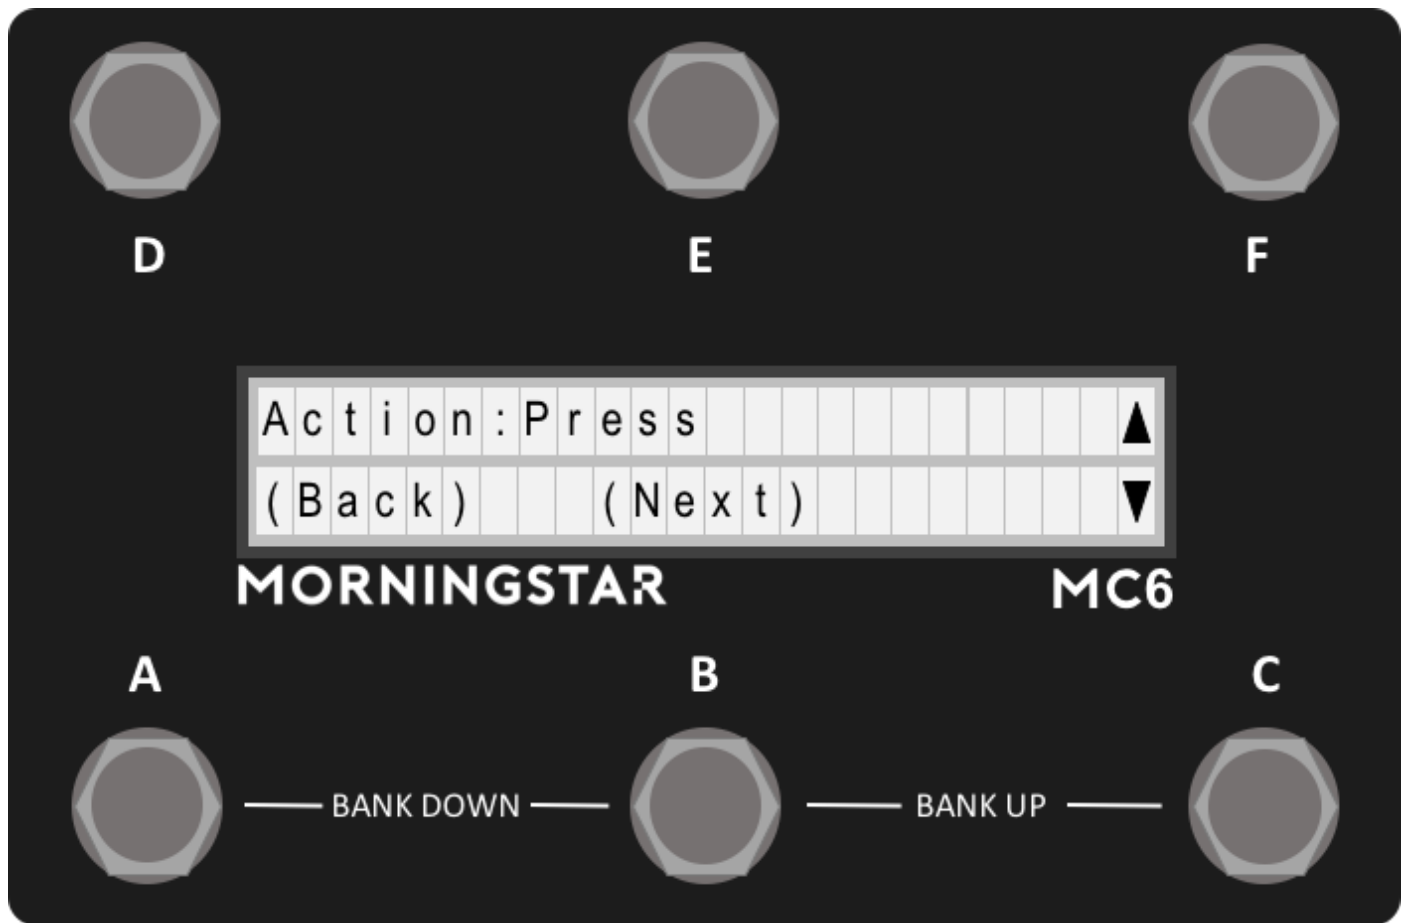 D E F
Action:Press ▲
(Back) (Next) ▼
MORNINGSTAR MC6
A B C
BANK DOWN BANK UP